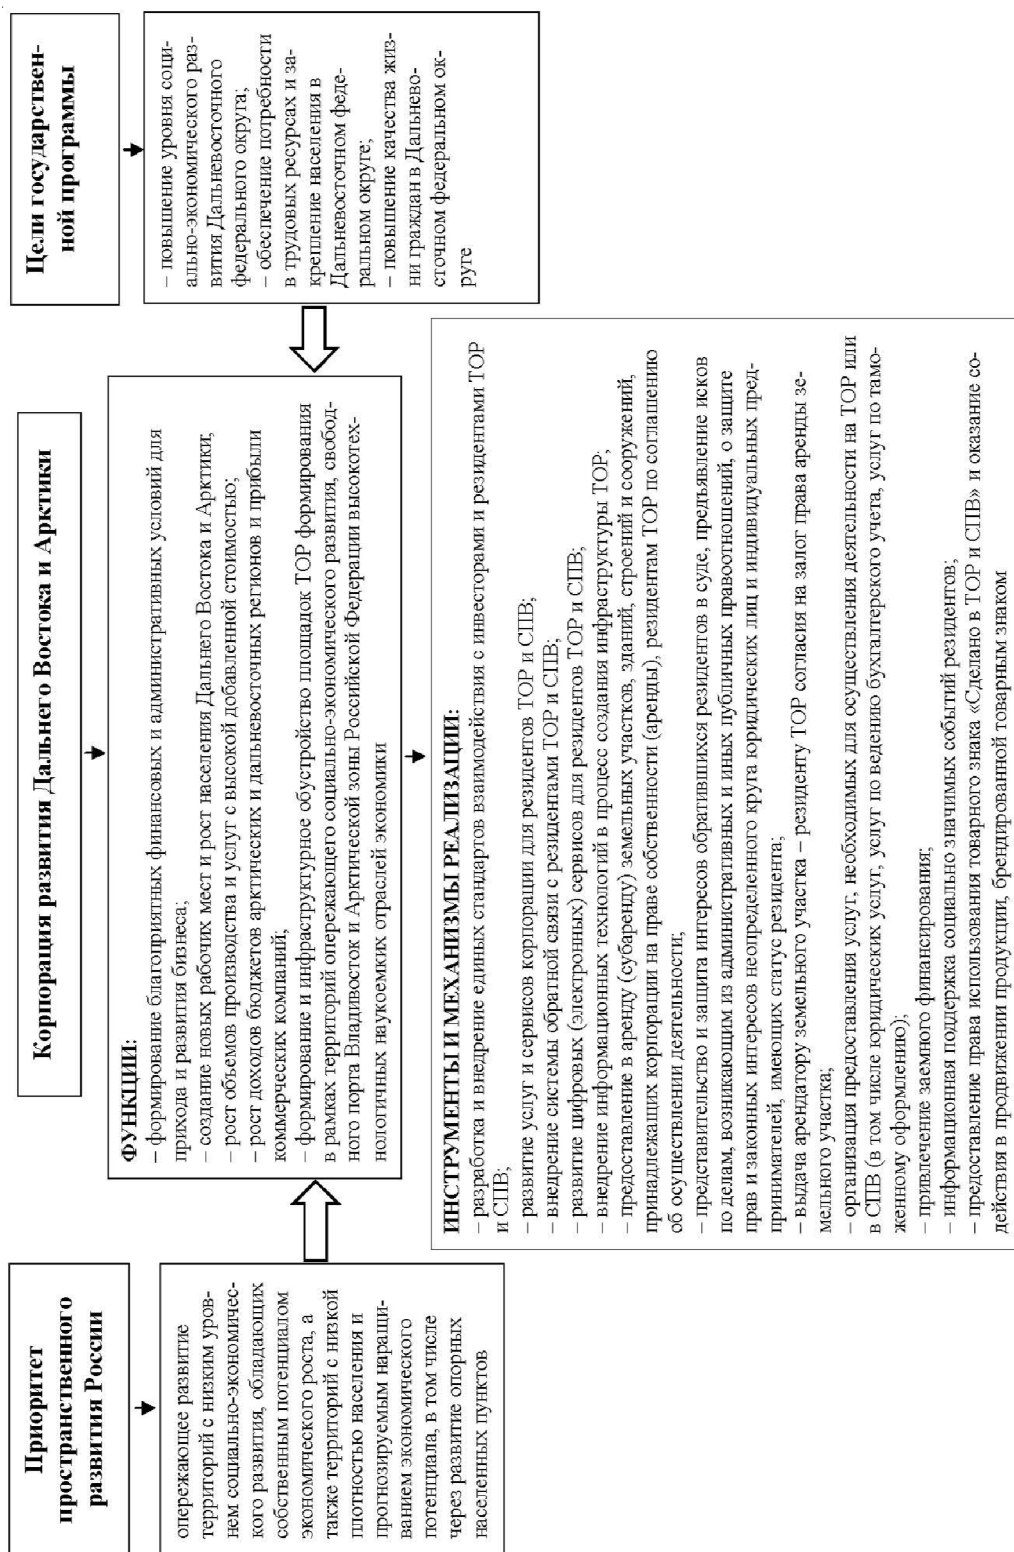 Приоритет
пространственного
развития России
опережающее развитие
территорий с низким уров-
нем социально-экономичес-
кого развития, обладающих
собственным потенциалом
экономического роста, а
также территорий с низкой
плотностью населения и
прогнозируемым наращи-
ванием экономического
потенциала, в том числе
через развитие опорных
населенных пунктов
Корпорация развития Дальнего Востока и Арктики
ФУНКЦИИ:
– формирование благоприятных финансовых и административных условий для
прихода и развития бизнеса;
– создание новых рабочих мест и рост населения Дальнего Востока и Арктики;
– рост объемов производства и услуг с высокой добавленной стоимостью;
– рост доходов бюджетов арктических и дальневосточных регионов и прибыли
коммерческих компаний;
– формирование и инфраструктурное обустройство площадок ТОР формирования
в рамках территорий опережающего социально-экономического развития, свобод-
ного порта Владивосток и Арктической зоны Российской Федерации высокотех-
нологичных наукоемких отраслей экономики
Цели государствен-
ной программы
– повышение уровня соци-
ально-экономического раз-
вития Дальневосточного
федерального округа;
– обеспечение потребности
в трудовых ресурсах и за-
крепление населения в
Дальневосточном феде-
ральном округе;
– повышение качества жиз-
ни граждан в Дальнево-
сточном федеральном ок-
руге
ИНСТРУМЕНТЫ И МЕХАНИЗМЫ РЕАЛИЗАЦИИ:
– разработка и внедрение единых стандартов взаимодействия с инвесторами и резидентами ТОР
и СПВ;
– развитие услуг и сервисов корпорации для резидентов ТОР и СПВ;
– внедрение системы обратной связи с резидентами ТОР и СПВ;
– развитие цифровых (электронных) сервисов для резидентов ТОР и СПВ;
– внедрение информационных технологий в процесс создания инфраструктуры ТОР;
– предоставление в аренду (субаренду) земельных участков, зданий, строений и сооружений,
принадлежащих корпорации на праве собственности (аренды), резидентам ТОР по соглашению
об осуществлении деятельности;
– представительство и защита интересов обратившихся резидентов в суде, предъявление исков
по делам, возникающим из административных и иных публичных правоотношений, о защите
прав и законных интересов неопределенного круга юридических лиц и индивидуальных пред-
принимателей, имеющих статус резидента;
– выдача арендатору земельного участка – резиденту ТОР согласия на залог права аренды зе-
мельного участка;
– организация предоставления услуг, необходимых для осуществления деятельности на ТОР или
в СПВ (в том числе юридических услуг, услуг по ведению бухгалтерского учета, услуг по тамо-
женному оформлению);
– привлечение заемного финансирования;
– информационная поддержка социально значимых событий резидентов;
– предоставление права использования товарного знака «Сделано в ТОР и СПВ» и оказание со-
действия в продвижении продукции, брендированной товарным знаком